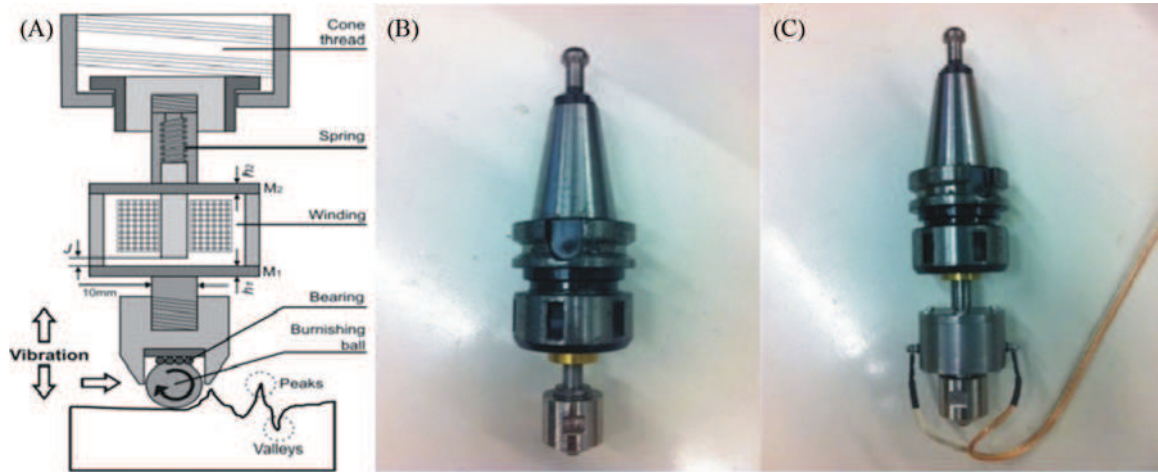 (A)
Cone
thread
Spring
h2
M2
Winding
J
M1
10mm
h1
Bearing
Burnishing
ball
Vibration
Peaks
Valleys
(B)
(C)